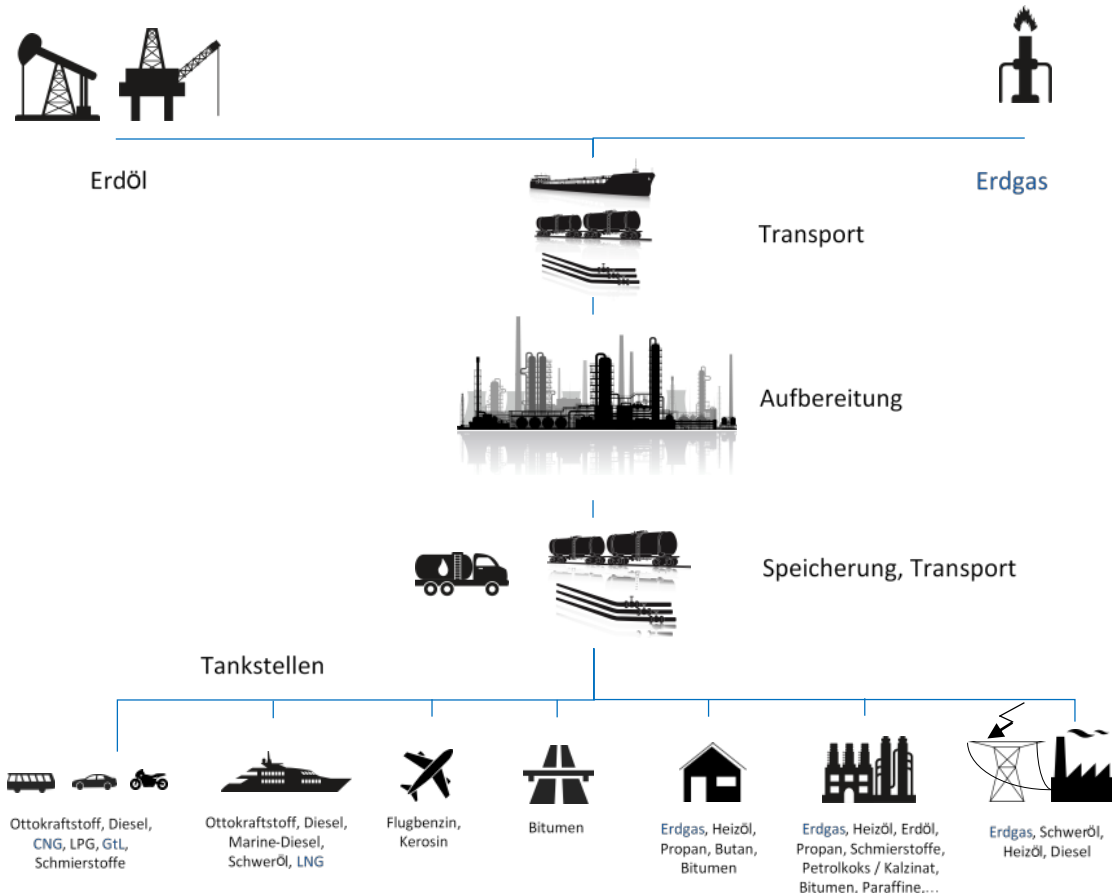 Erdöl
Erdgas
Transport
Aufbereitung
Speicherung, Transport
Tankstellen
Ottokraftstoff, Diesel,
CNG, LPG, GtL,
Schmierstoffe
Ottokraftstoff, Diesel,
Marine-Diesel,
Schweröl, LNG
Flugbenzin,
Kerosin
Bitumen
Erdgas, Heizöl,
Propan, Butan,
Bitumen
Erdgas, Heizöl, Erdöl,
Propan, Schmierstoffe,
Petrolkoks / Kalzinat,
Bitumen, Paraffine,...
Erdgas, Schweröl,
Heizöl, Diesel